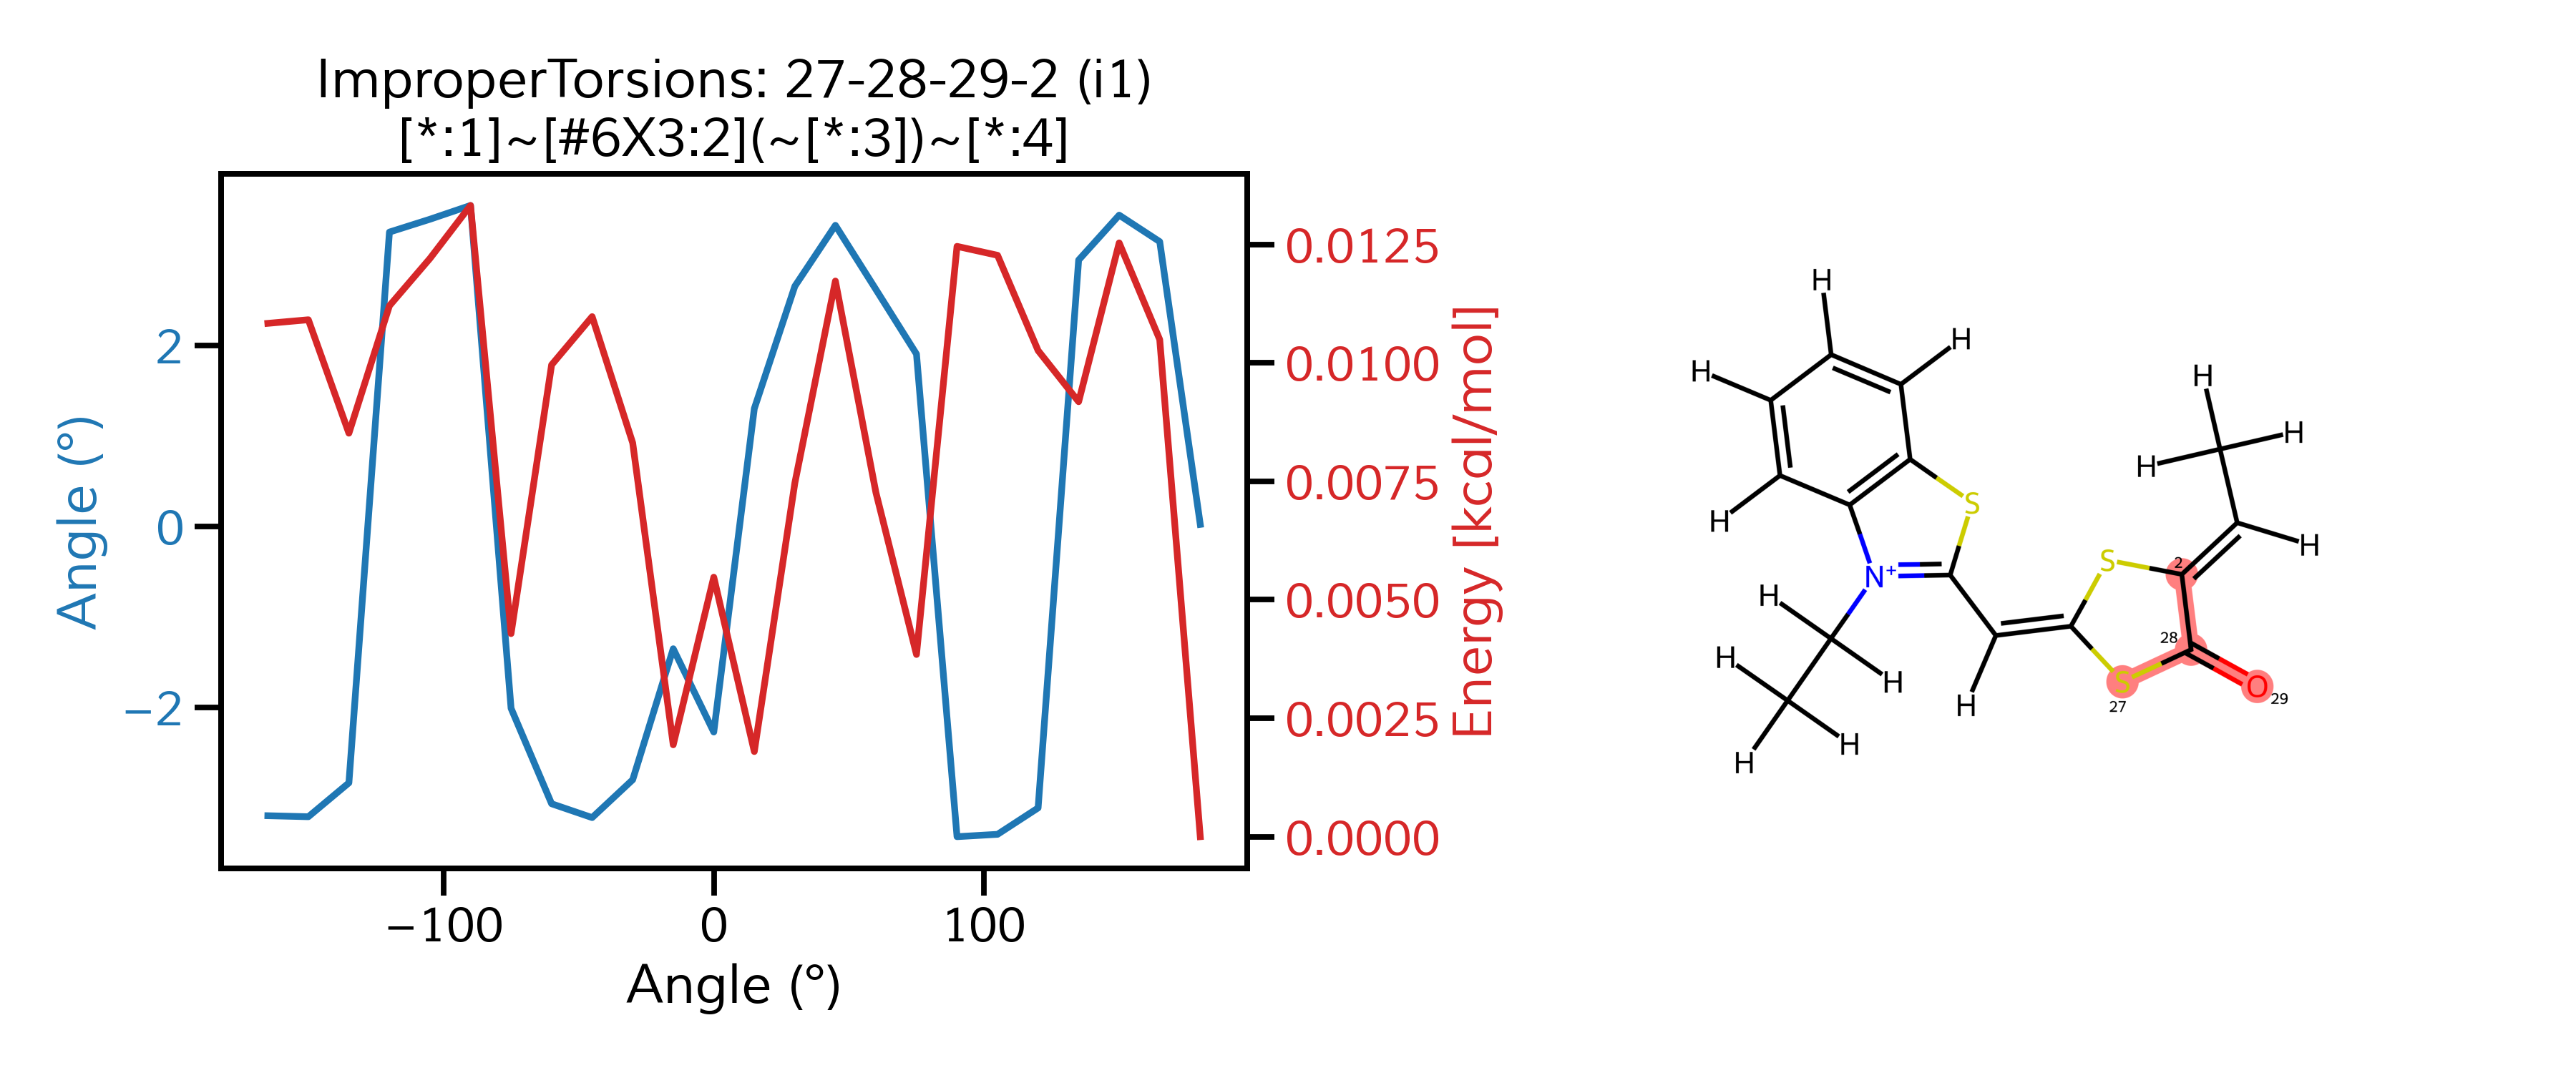 ImproperTorsions: 27-28-29-2 (i1)
[*:1]~[#6X3:2](~[*:3])~[*:4]
Angle (°)
2
0
−2
−100
0
100
Angle (°)
0.0125
0.0100
0.0075
0.0050
0.0025
0.0000
Energy [kcal/mol]
H
H
H
H
H
H
H
S
H
H
S
2
N+
H
28
H
H
S
O
29
H
27
H
H